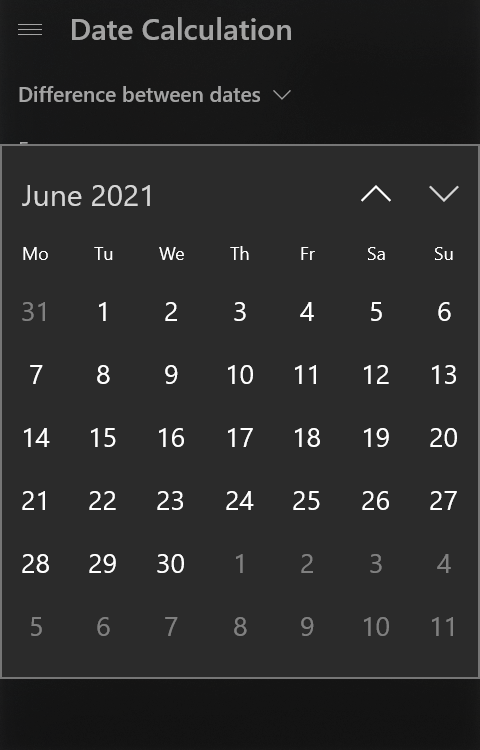 Date Calculation
Difference between dates
June 2021
Mo Tu We Th Fr Sa Su
31 1 2 3 4 5 6
7 8 9 10 11 12 13
14 15 16 17 18 19 20
21 22 23 24 25 26 27
28 29 30 1 2 3 4
5 6 7 8 9 10 11